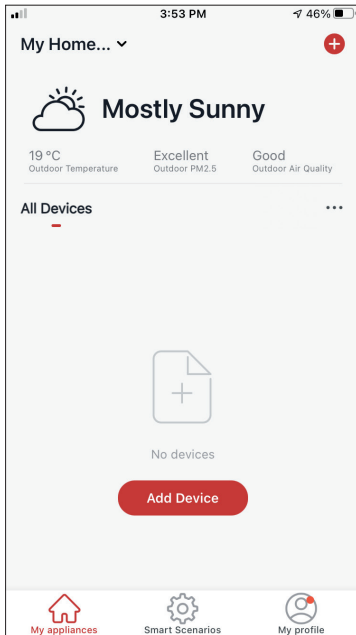 3:53 PM
46%
My Home...
Mostly Sunny
19 °C
Excellent
Good
Outdoor Temperature
Outdoor PM2.5
Outdoor Air Quality
All Devices
No devices
Add Device
My appliances
Smart Scenarios
My profile